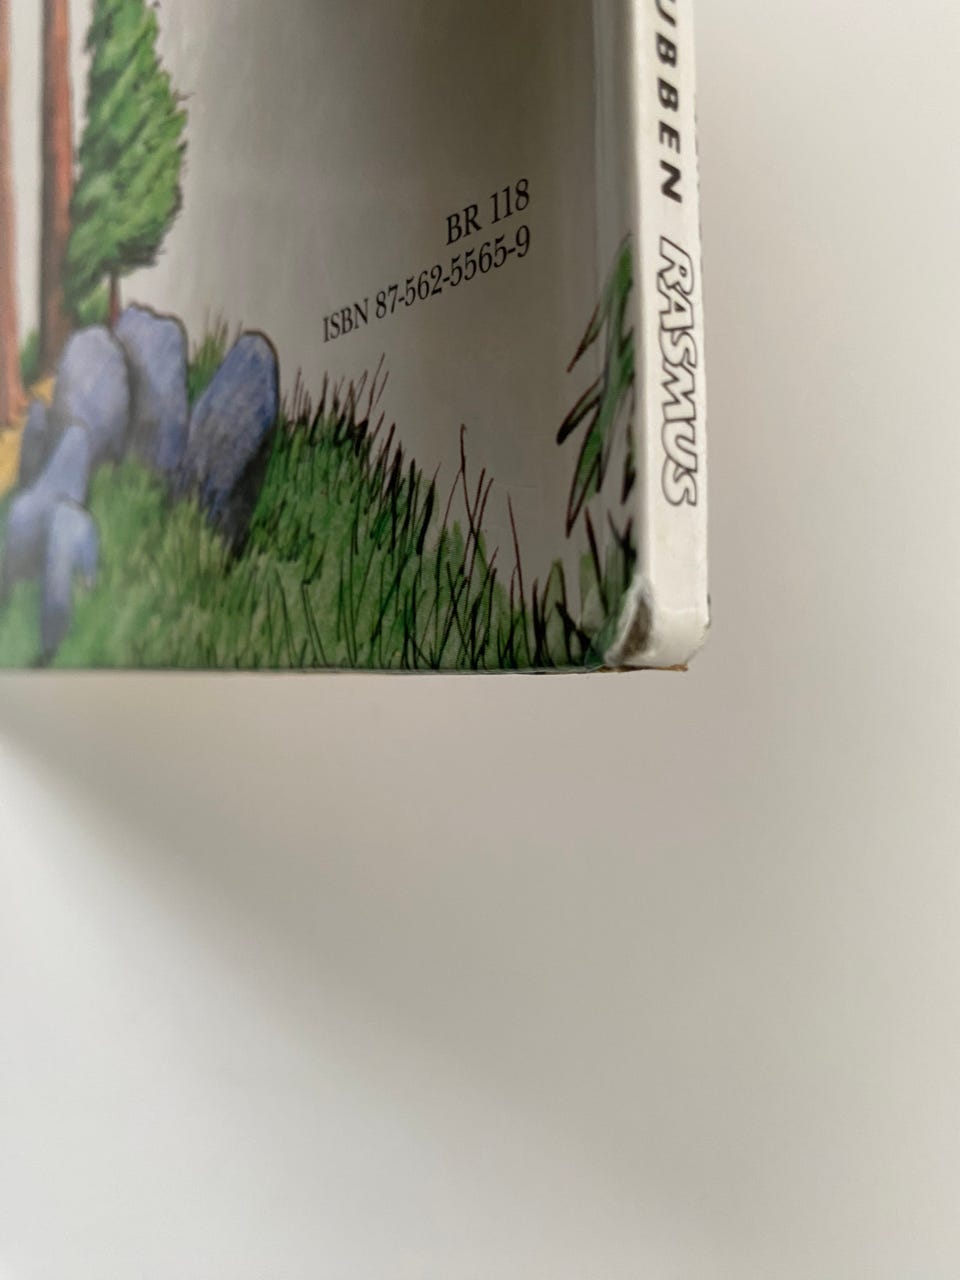 BR 118
ISBN 87-562-5565-9
UBBEN RASMUS